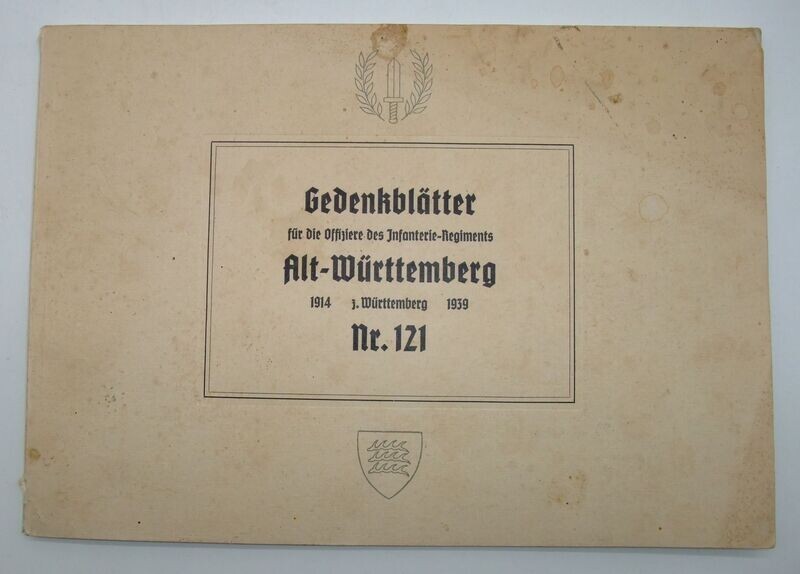 Gedenkblätter
für die Offiziere des Infanterie-Regiments
Alt-Württemberg
1914 3. Württemberg 1939
Nr. 121